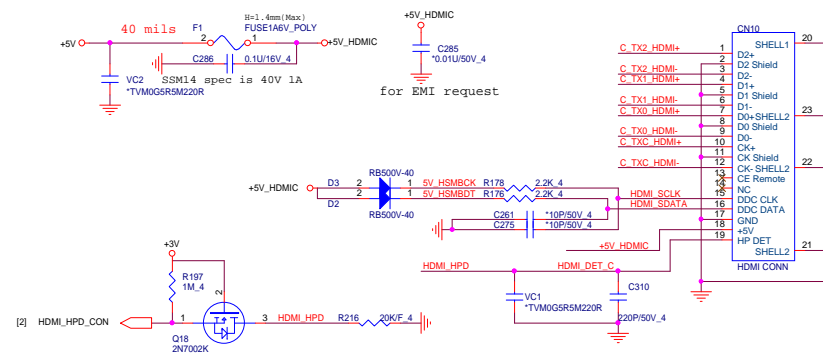 40 mils
F1
H=1.4mm(Max)
FUSE1A6V_POLY
+5V
2
1
+5V_HDMIC
C286
0.1U/16V_4
SSM14 spec is 40V 1A
VC2
*TVM0G5R5M220R
+5V_HDMIC
C285
*0.01U/50V_4
for EMI request
CN10
SHELL1
20
C_TX2_HDMI+
1
D2+
2
D2 Shield
C_TX2_HDMI-
3
D2-
C_TX1_HDMI+
4
D1+
5
D1 Shield
C_TX1_HDMI-
6
D1-
C_TX0_HDMI+
7
D0+
SHELL2
23
8
D0 Shield
C_TX0_HDMI-
9
D0-
C_TXC_HDMI+
10
CK+
11
CK Shield
C_TXC_HDMI-
12
CK-
SHELL2
22
13
CE Remote
14
NC
HDMI_SCLK
15
DDC CLK
HDMI_SDATA
16
DDC DATA
17
GND
18
+5V
19
HP DET
SHELL2
21
HDMI CONN
RB500V-40
+5V_HDMIC
D3
2
1
5V_HSMBCK
R178
2.2K_4
2
1
5V_HSMBDT
R176
2.2K_4
D2
RB500V-40
C261
*10P/50V_4
C275
*10P/50V_4
+5V_HDMIC
HDMI_HPD
HDMI_DET_C
VC1
*TVM0G5R5M220R
C310
220P/50V_4
+3V
R197
1M_4
2
[2]
HDMI_HPD_CON
1
3
HDMI_HPD
R216
20K/F_4
Q18
2N7002K